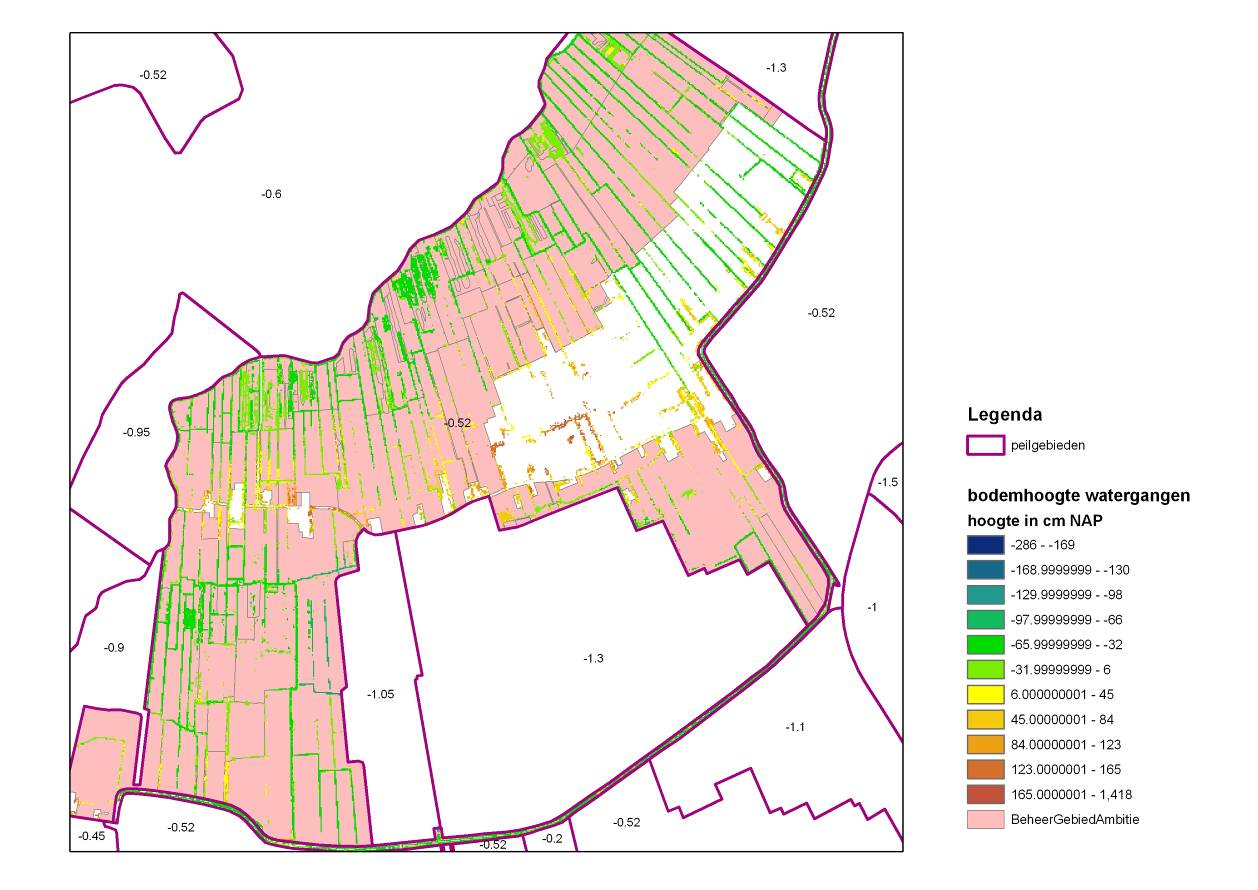 -0.52
-1.3
-0.6
-0.52
-0.52
-0.95
-1.5
-1
-0.9
-1.3
-1.05
-1.1
-0.45
-0.52
-0.52
-0.2
-0.52
Legenda
peilgebieden
bodemhoogte watergangen
hoogte in cm NAP
-286 - -169
-168.9999999 - -130
-129.9999999 - -98
-97.99999999 - -66
-65.99999999 - -32
-31.99999999 - 6
6.000000001 - 45
45.00000001 - 84
84.00000001 - 123
123.0000001 - 165
165.0000001 - 1,418
BeheerGebiedAmbitie